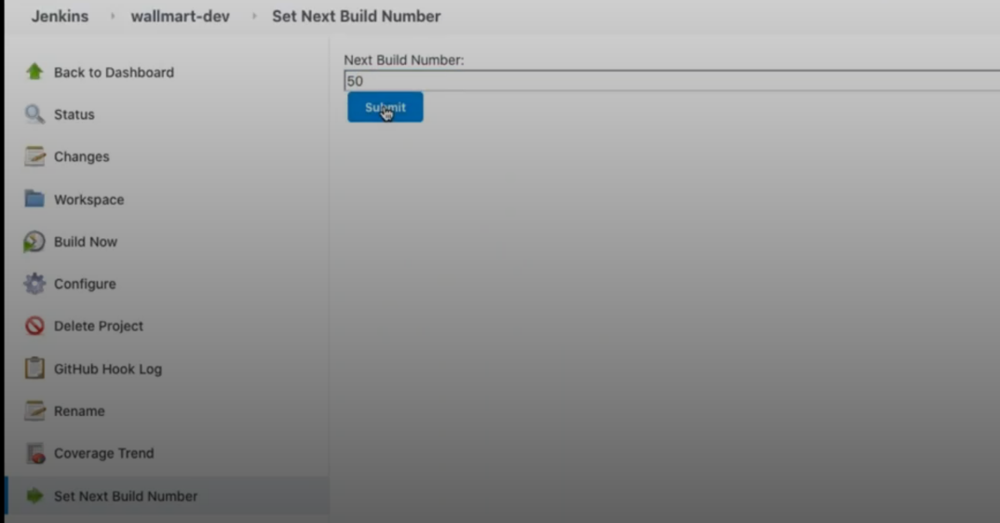 Jenkins wallmart-dev Set Next Build Number
Back to Dashboard
Status
Changes
Workspace
Build Now
Configure
Delete Project
GitHub Hook Log
Rename
Coverage Trend
Set Next Build Number
Next Build Number:
50
Submit